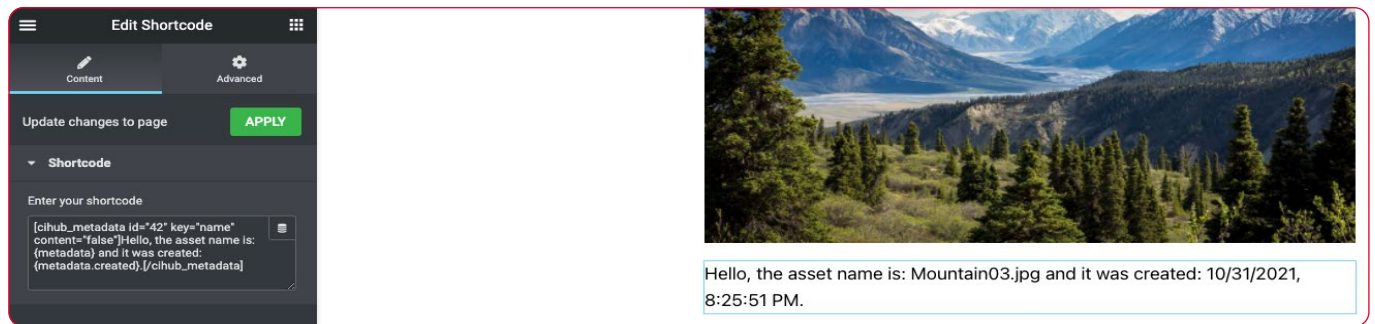 Edit Shortcode
Content
Advanced
Update changes to page
APPLY
Shortcode
Enter your shortcode
[cihub_metadata id="42" key="name"
content="false"]Hello, the asset name is:
{metadata} and it was created:
{metadata.created}.[/cihub_metadata]
Hello, the asset name is: Mountain03.jpg and it was created: 10/31/2021,
8:25:51 PM.